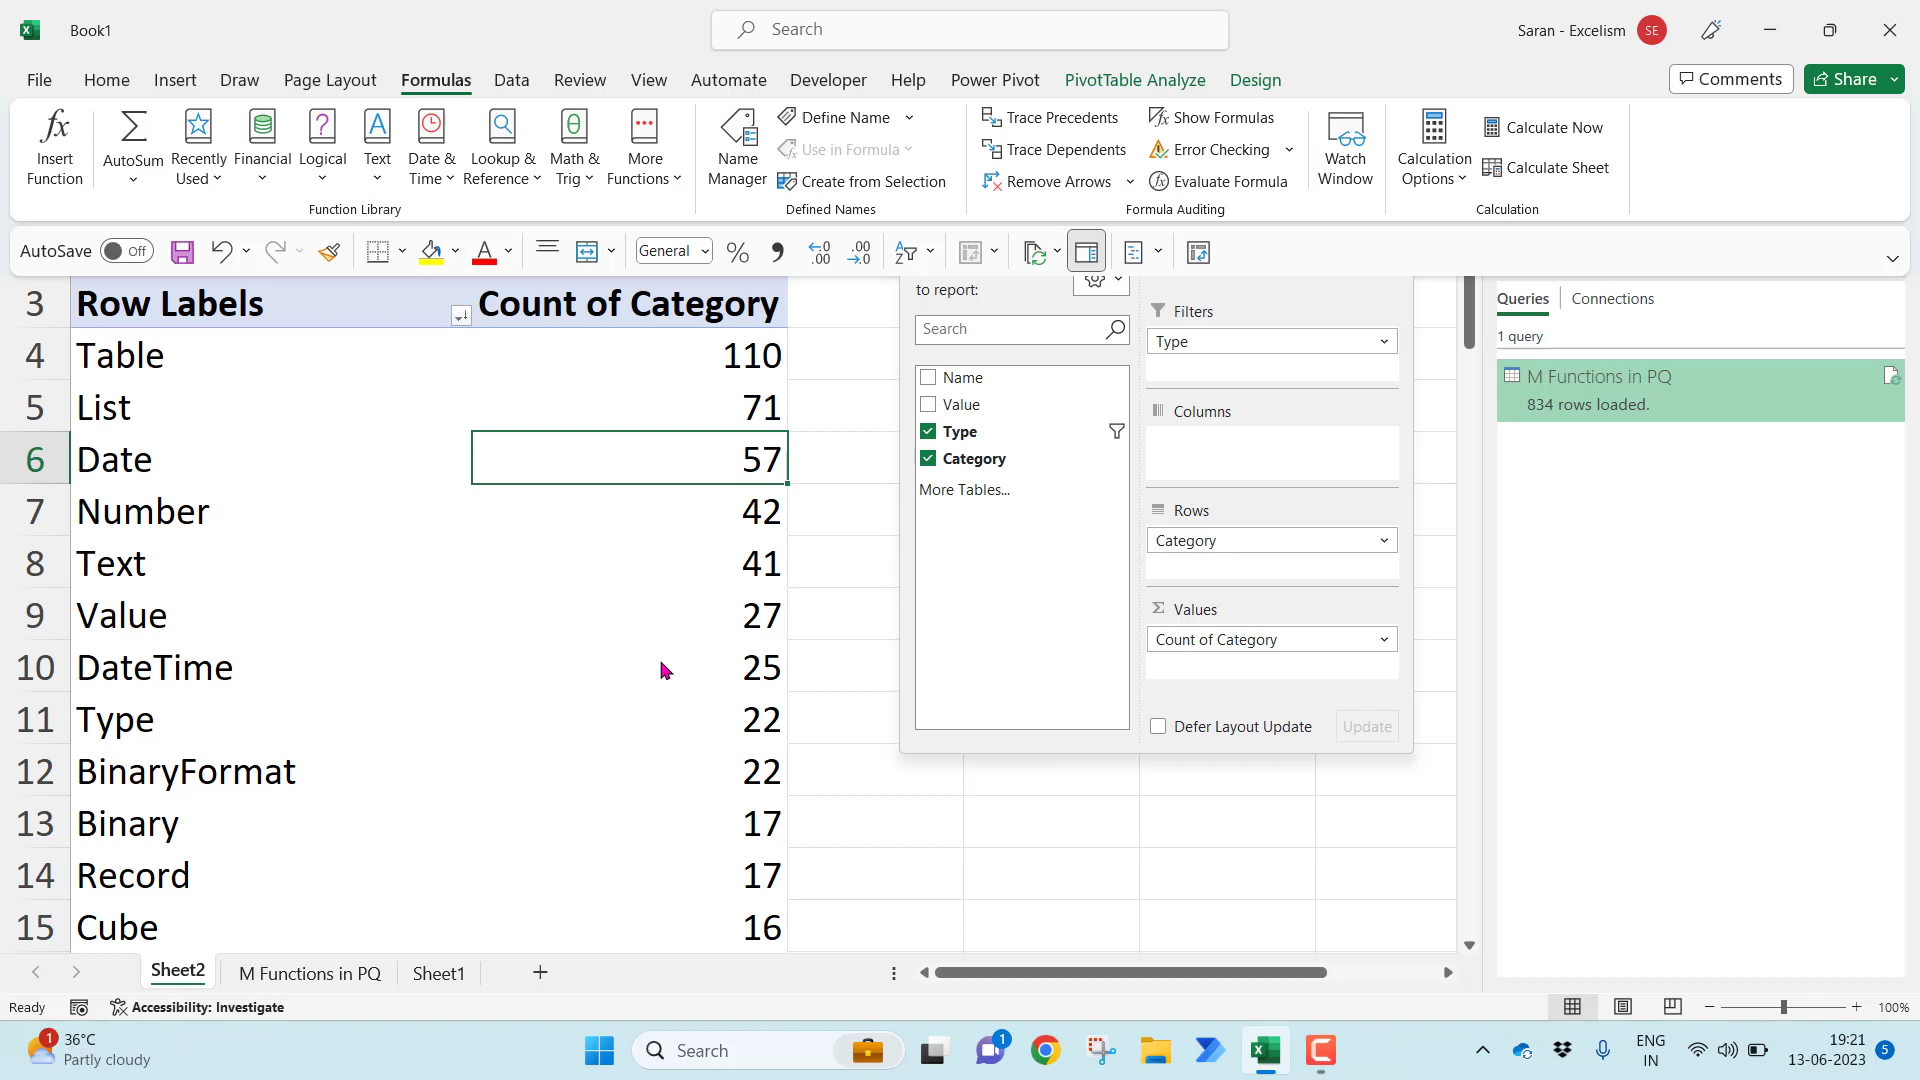 Book1
Search
Saran - Excelism
SE
File Home Insert Draw Page Layout Formulas Data Review View Automate Developer Help Power Pivot PivotTable Analyze Design
Comments
Share
Insert Function
AutoSum
Recently Used
Financial
Logical
Text
Date & Time
Lookup & Reference
Math & Trig
More Functions
Function Library
Name Manager
Define Name
Use in Formula
Create from Selection
Defined Names
Trace Precedents
Trace Dependents
Remove Arrows
Show Formulas
Error Checking
Evaluate Formula
Formula Auditing
Watch Window
Calculation Options
Calculate Now
Calculate Sheet
Calculation
AutoSave Off
General
3 Row Labels Count of Category
4 Table 110
5 List 71
6 Date 57
7 Number 42
8 Text 41
9 Value 27
10 DateTime 25
11 Type 22
12 BinaryFormat 22
13 Binary 17
14 Record 17
15 Cube 16
to report:
Search
Name
Value
Type
Category
More Tables...
Filters
Type
Columns
Rows
Category
Values
Count of Category
Defer Layout Update
Update
Queries Connections
1 query
M Functions in PQ
834 rows loaded.
Sheet2 M Functions in PQ Sheet1
Ready
Accessibility: Investigate
100%
1
36°C
Partly cloudy
Search
1
ENG
IN
19:21
13-06-2023
5